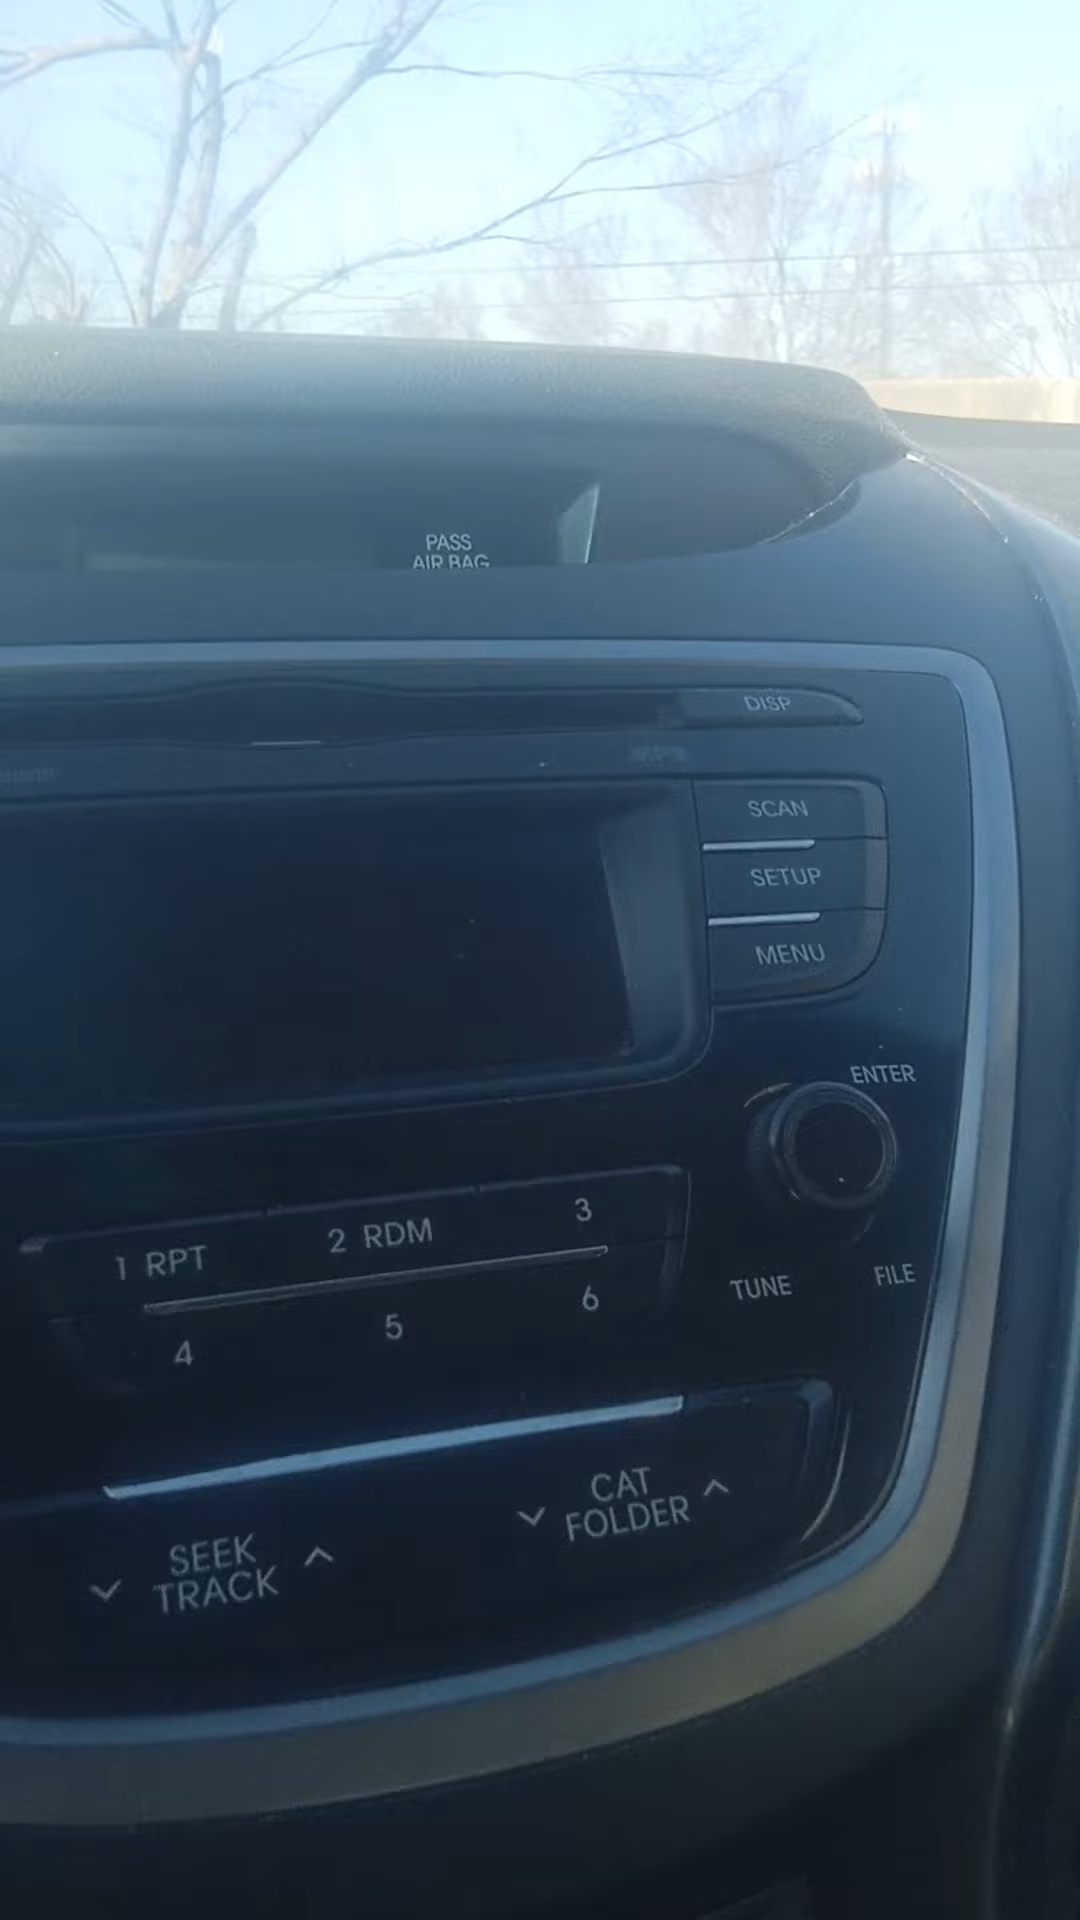 PASS
AIR BAG
DISP
SCAN
SETUP
MENU
ENTER
1 RPT 2 RDM 3
4 5 6
TUNE FILE
SEEK
TRACK
CAT
FOLDER